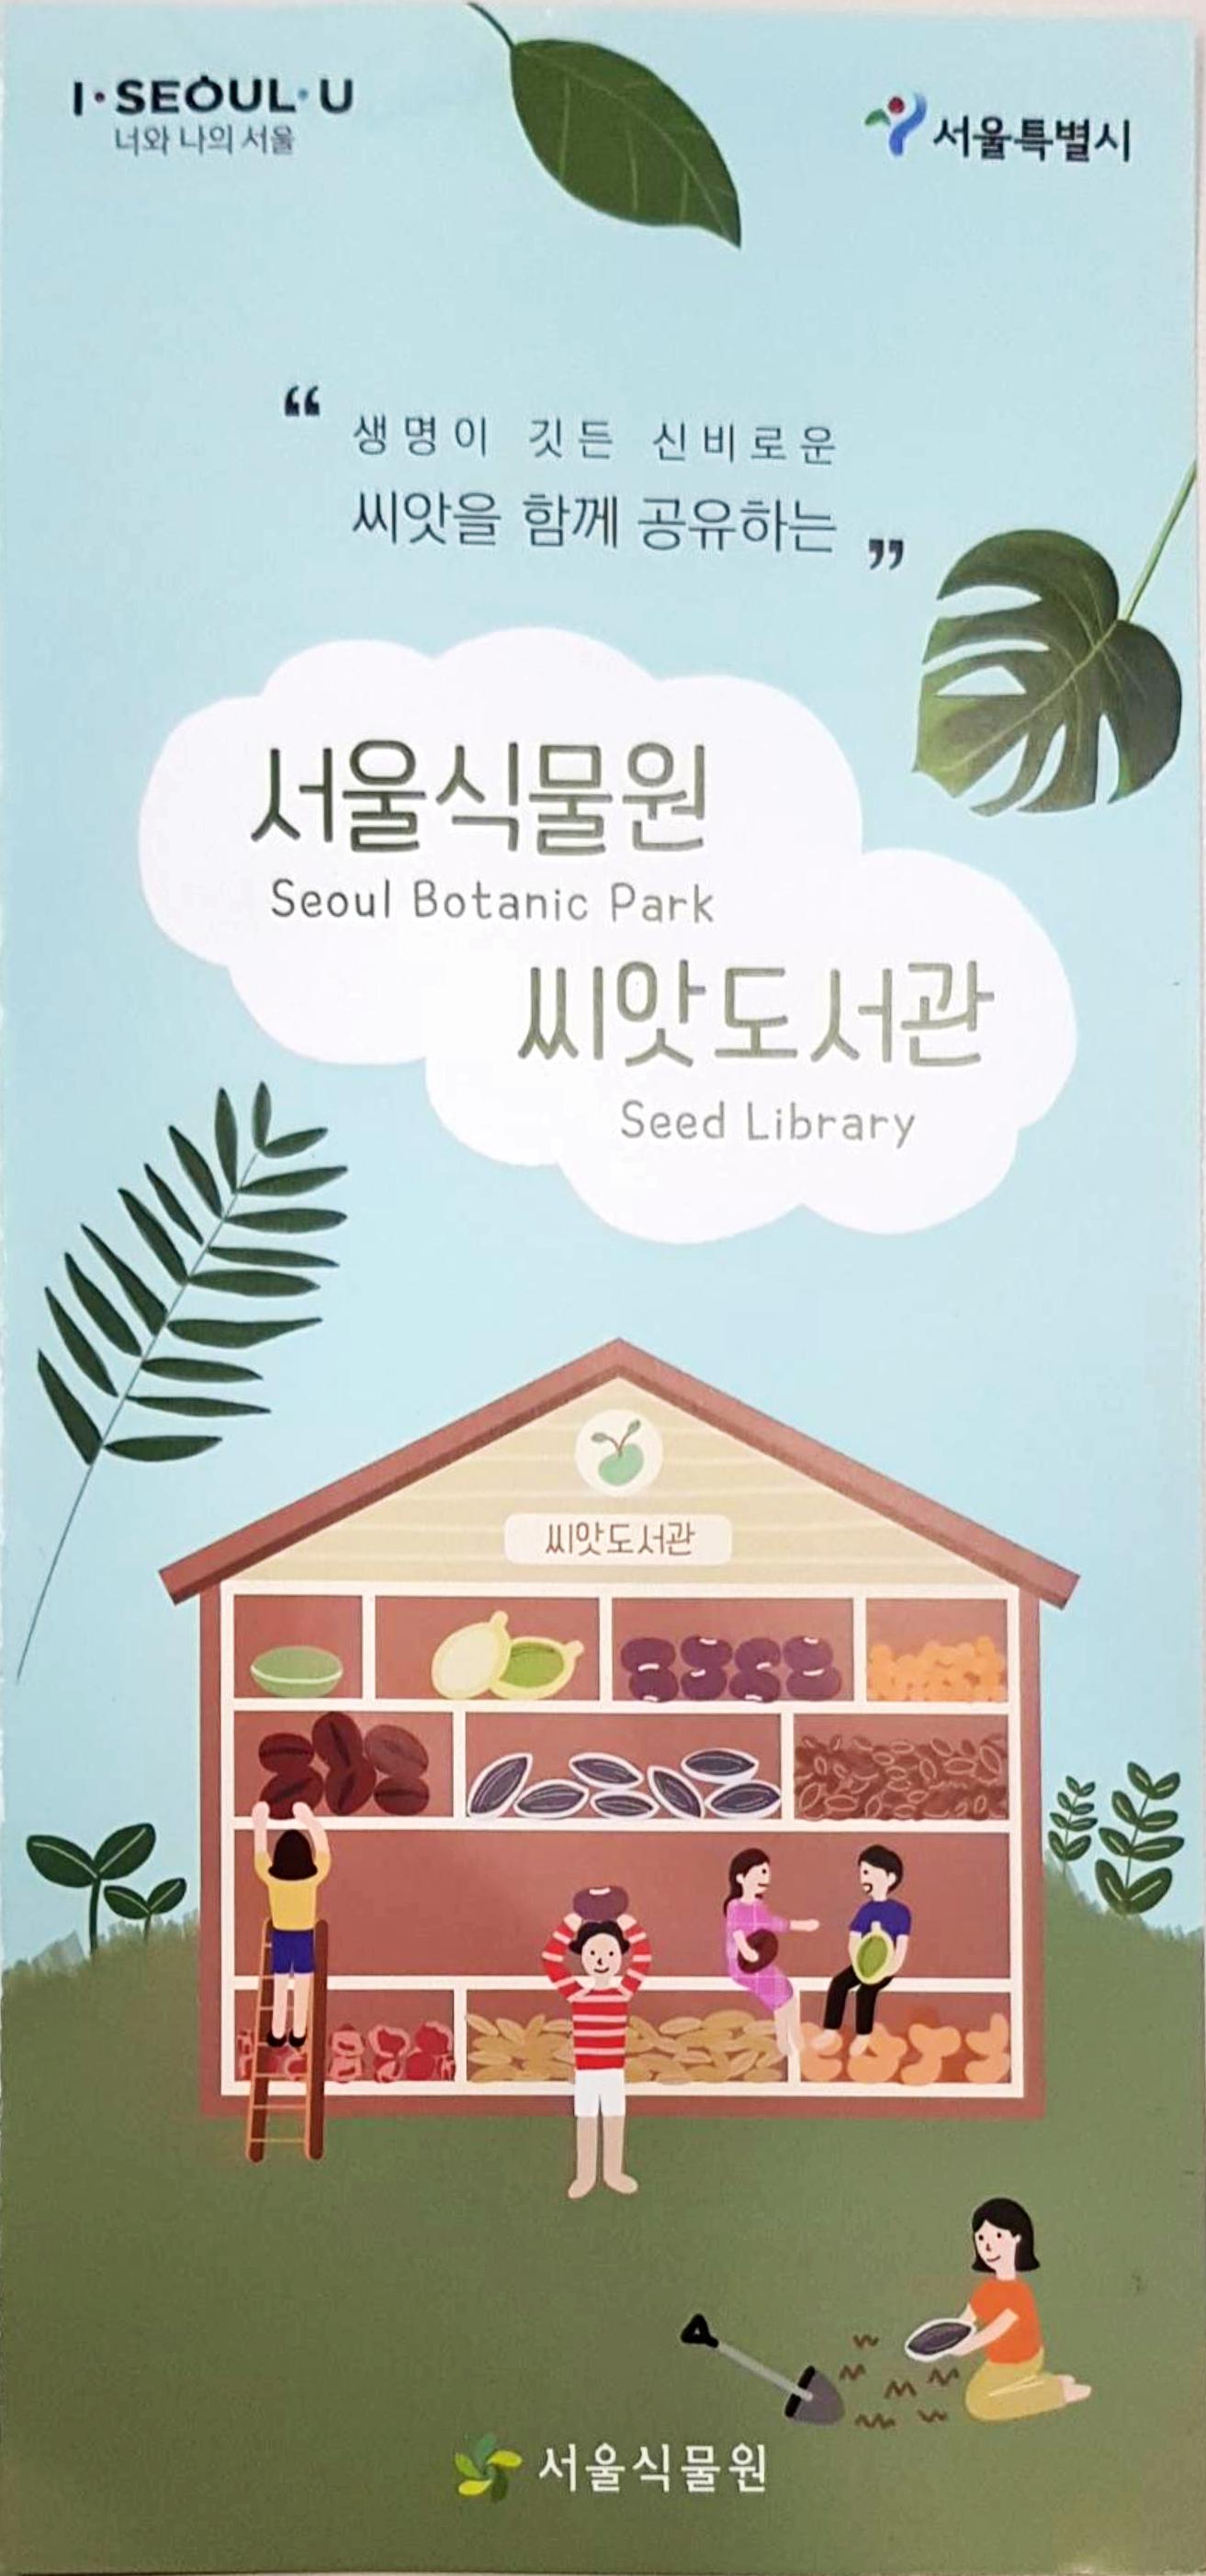 I·SEOUL·U
너와 나의 서울
서울특별시
“ 생명이 깃든 신비로운
씨앗을 함께 공유하는 ”
서울식물원
Seoul Botanic Park
씨앗도서관
Seed Library
씨앗도서관
서울식물원